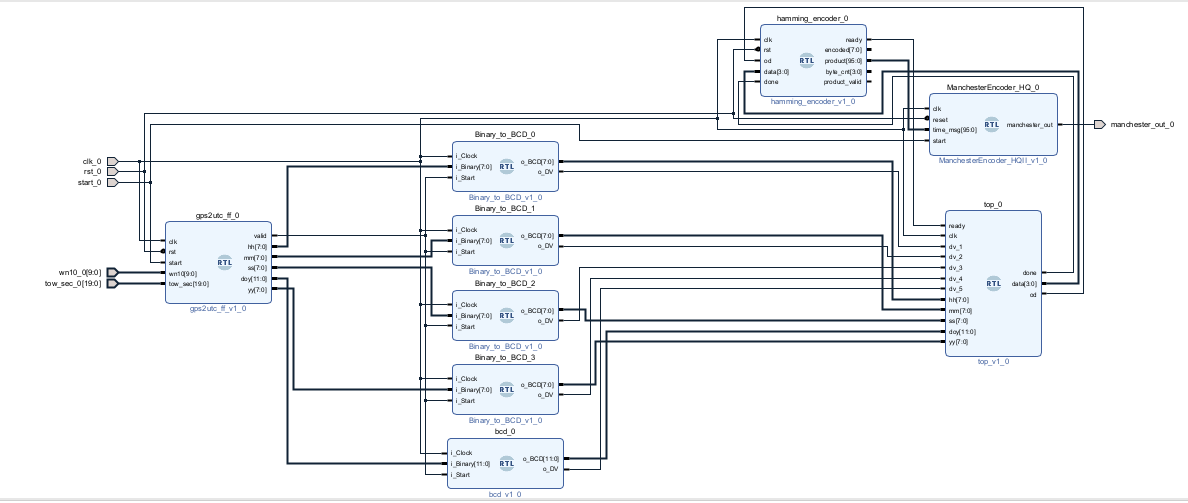 hamming_encoder_0
clk
rst
od
data[3:0]
done
RTL
ready
encoded[7:0]
product[95:0]
byte_cnt[3:0]
product_valid
hamming_encoder_v1_0
ManchesterEncoder_HQ_0
clk
reset
time_msg[95:0]
start
RTL
manchester_out
ManchesterEncoder_HQII_v1_0
manchester_out_0
clk_0
rst_0
start_0
wn10_0[9:0]
tow_sec_0[19:0]
gps2utc_ff_0
clk
rst
start
wn10[9:0]
tow_sec[19:0]
RTL
valid
hh[7:0]
mm[7:0]
ss[7:0]
doy[11:0]
yy[7:0]
gps2utc_ff_v1_0
Binary_to_BCD_0
i_Clock
i_Binary[7:0]
i_Start
RTL
o_BCD[7:0]
o_DV
Binary_to_BCD_v1_0
Binary_to_BCD_1
i_Clock
i_Binary[7:0]
i_Start
RTL
o_BCD[7:0]
o_DV
Binary_to_BCD_v1_0
Binary_to_BCD_2
i_Clock
i_Binary[7:0]
i_Start
RTL
o_BCD[7:0]
o_DV
Binary_to_BCD_v1_0
Binary_to_BCD_3
i_Clock
i_Binary[7:0]
i_Start
RTL
o_BCD[7:0]
o_DV
Binary_to_BCD_v1_0
bcd_0
i_Clock
i_Binary[11:0]
i_Start
RTL
o_BCD[11:0]
o_DV
bcd_v1_0
top_0
ready
clk
dv_1
dv_2
dv_3
dv_4
dv_5
hh[7:0]
mm[7:0]
ss[7:0]
doy[11:0]
yy[7:0]
RTL
done
data[3:0]
od
top_v1_0